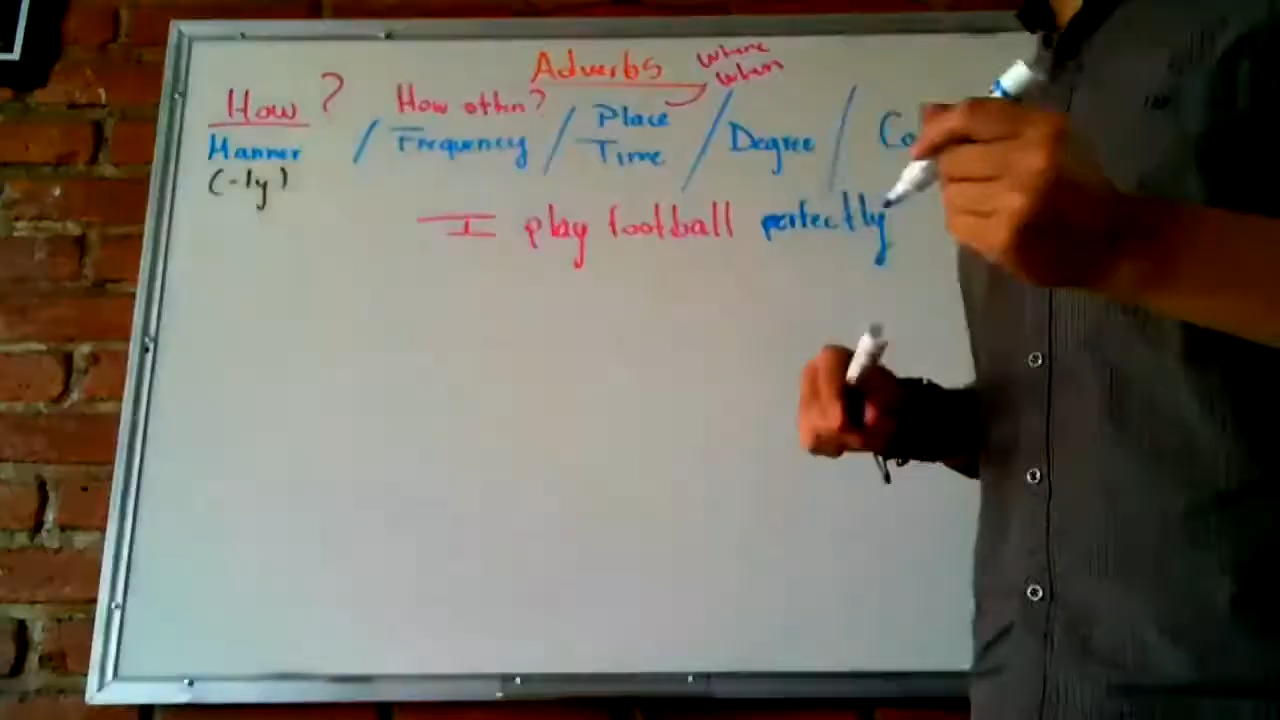 Adverbs
where
when
How ?
How often?
Manner / Frequency / Place / Degree /
Time
(-ly)
I play football perfectly